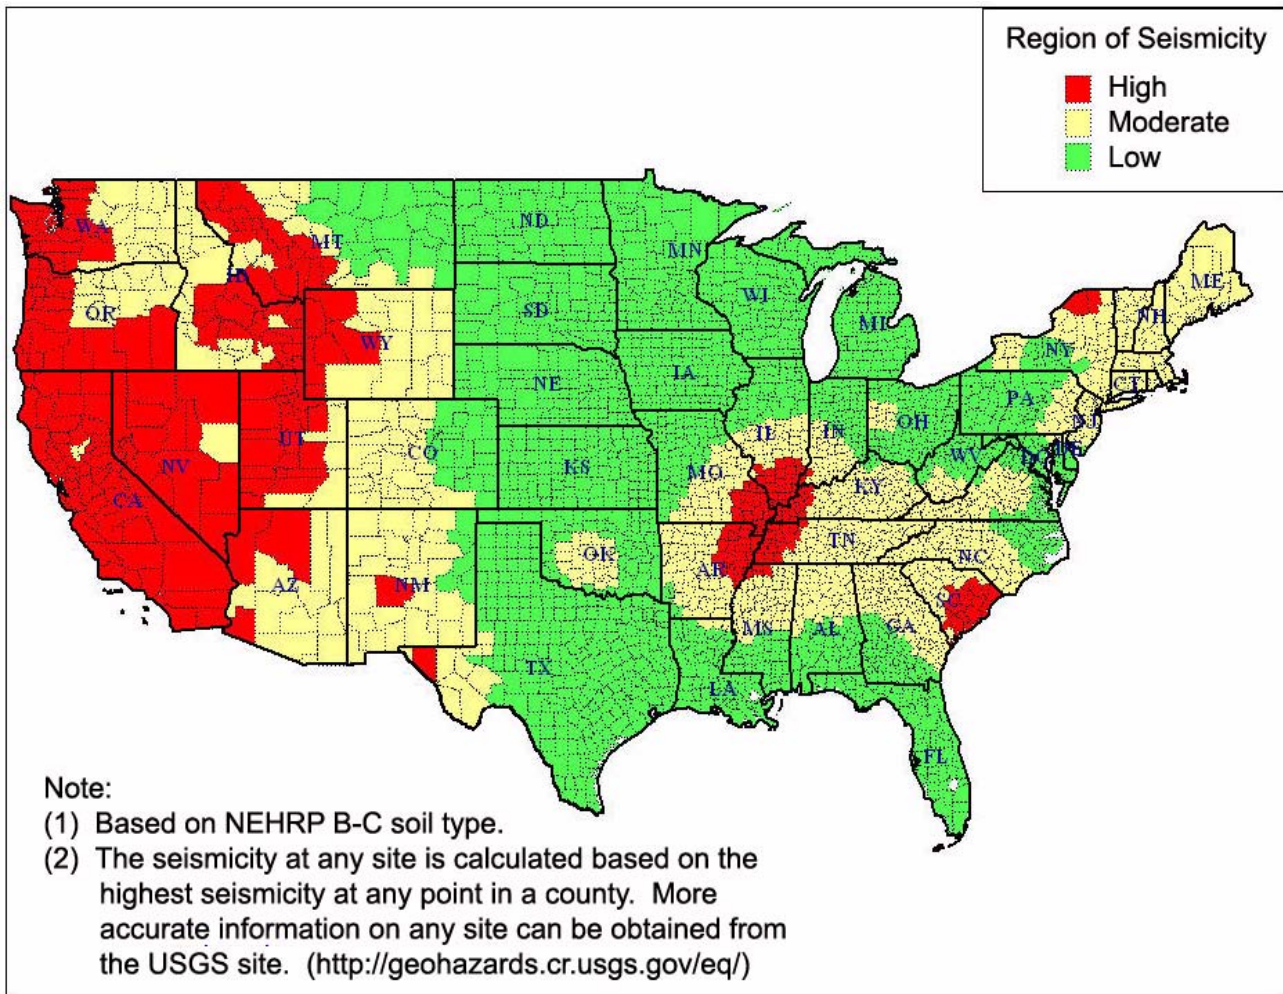 Region of Seismicity
High
Moderate
Low
WA
MT
ND
MN
ME
ID
OR
SD
WI
MI
NH
WY
NY
NE
IA
CT
PA
NV
UT
CO
IL
IN
OH
NJ
KS
MO
WV
DC
DE
CA
KY
AZ
NM
OK
AR
TN
NC
SC
MS
AL
GA
TX
LA
FL
Note:
(1) Based on NEHRP B-C soil type.
(2) The seismicity at any site is calculated based on the
highest seismicity at any point in a county. More
accurate information on any site can be obtained from
the USGS site. (http://geohazards.cr.usgs.gov/eq/)